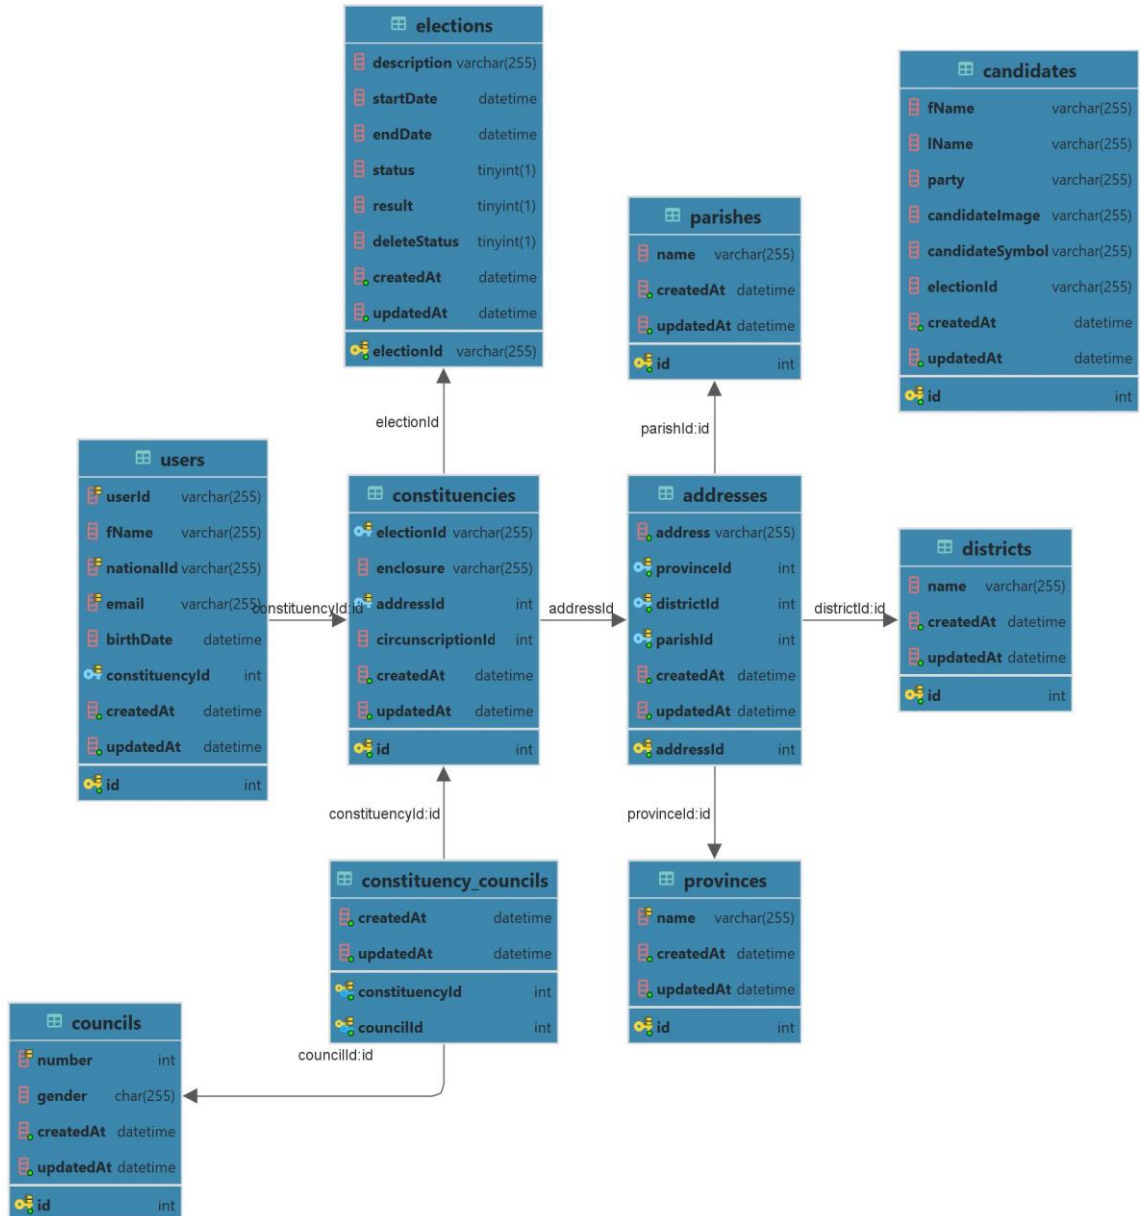 elections
description varchar(255)
startDate datetime
endDate datetime
status tinyint(1)
result tinyint(1)
deleteStatus tinyint(1)
createdAt datetime
updatedAt datetime
electionId varchar(255)
candidates
fName varchar(255)
lName varchar(255)
party varchar(255)
candidateImage varchar(255)
candidateSymbol varchar(255)
electionId varchar(255)
createdAt datetime
updatedAt datetime
id int
parishes
name varchar(255)
createdAt datetime
updatedAt datetime
id int
electionId
parishId:id
users
userId varchar(255)
fName varchar(255)
nationalId varchar(255)
email varchar(255)
birthDate datetime
constituencyId int
createdAt datetime
updatedAt datetime
id int
constituencyId:id
constituencies
electionId varchar(255)
enclosure varchar(255)
addressId int
circunscriptionId int
createdAt datetime
updatedAt datetime
id int
addressId
addresses
address varchar(255)
provinceId int
districtId int
parishId int
createdAt datetime
updatedAt datetime
addressId int
districtId:id
districts
name varchar(255)
createdAt datetime
updatedAt datetime
id int
constituencyId:id
provinceId:id
constituency_councils
createdAt datetime
updatedAt datetime
constituencyId int
councilId int
provinces
name varchar(255)
createdAt datetime
updatedAt datetime
id int
councilId:id
councils
number int
gender char(255)
createdAt datetime
updatedAt datetime
id int